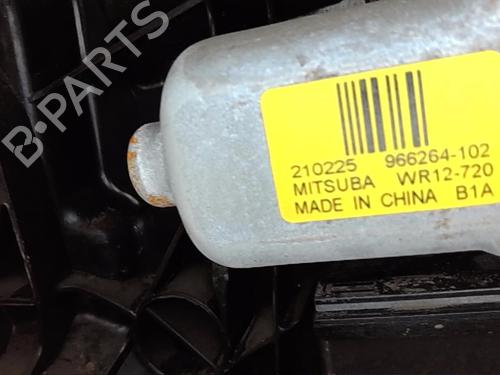 B-PARTS
210225 966264-102
MITSUBA WR12-720
MADE IN CHINA B1A